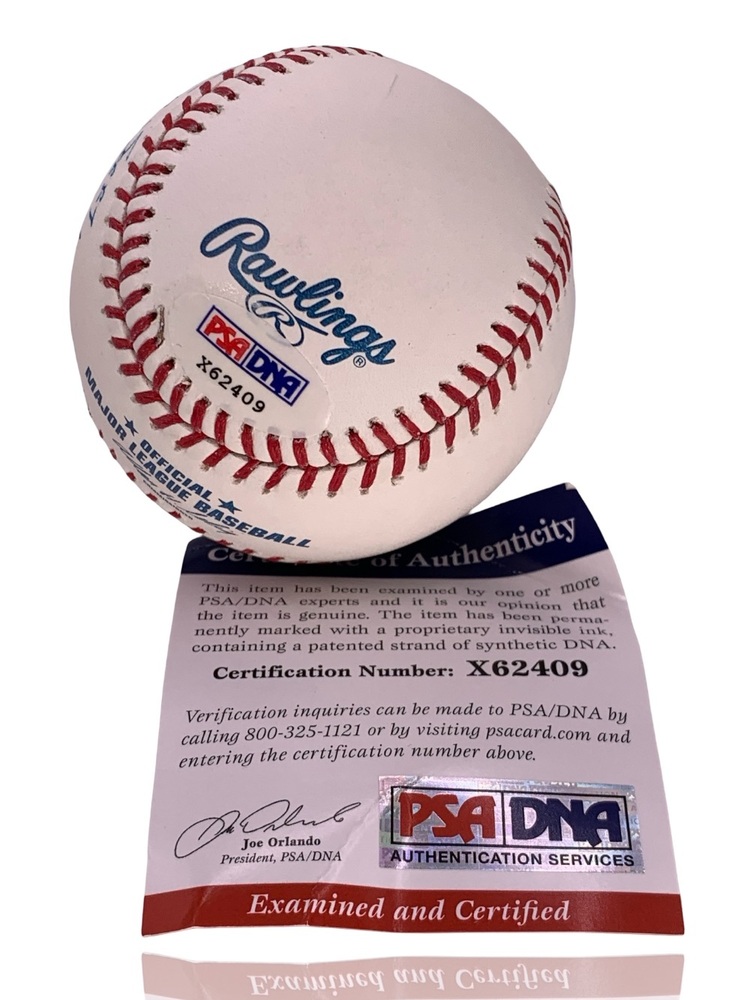 Rawlings
R
®
PSA DNA
X62409
OFFICIAL
MAJOR LEAGUE BASEBALL
of Authenticity
This item has been examined by one or more
PSA/DNA experts and it is our opinion that
the item is genuine. The item has been perma-
nently marked with a proprietary invisible ink,
containing a patented strand of synthetic DNA.
Certification Number: X62409
Verification inquiries can be made to PSA/DNA by
calling 800-325-1121 or by visiting psacard.com and
entering the certification number above.
Joe Orlando
President, PSA/DNA
PSA DNA
AUTHENTICATION SERVICES
Examined and Certified